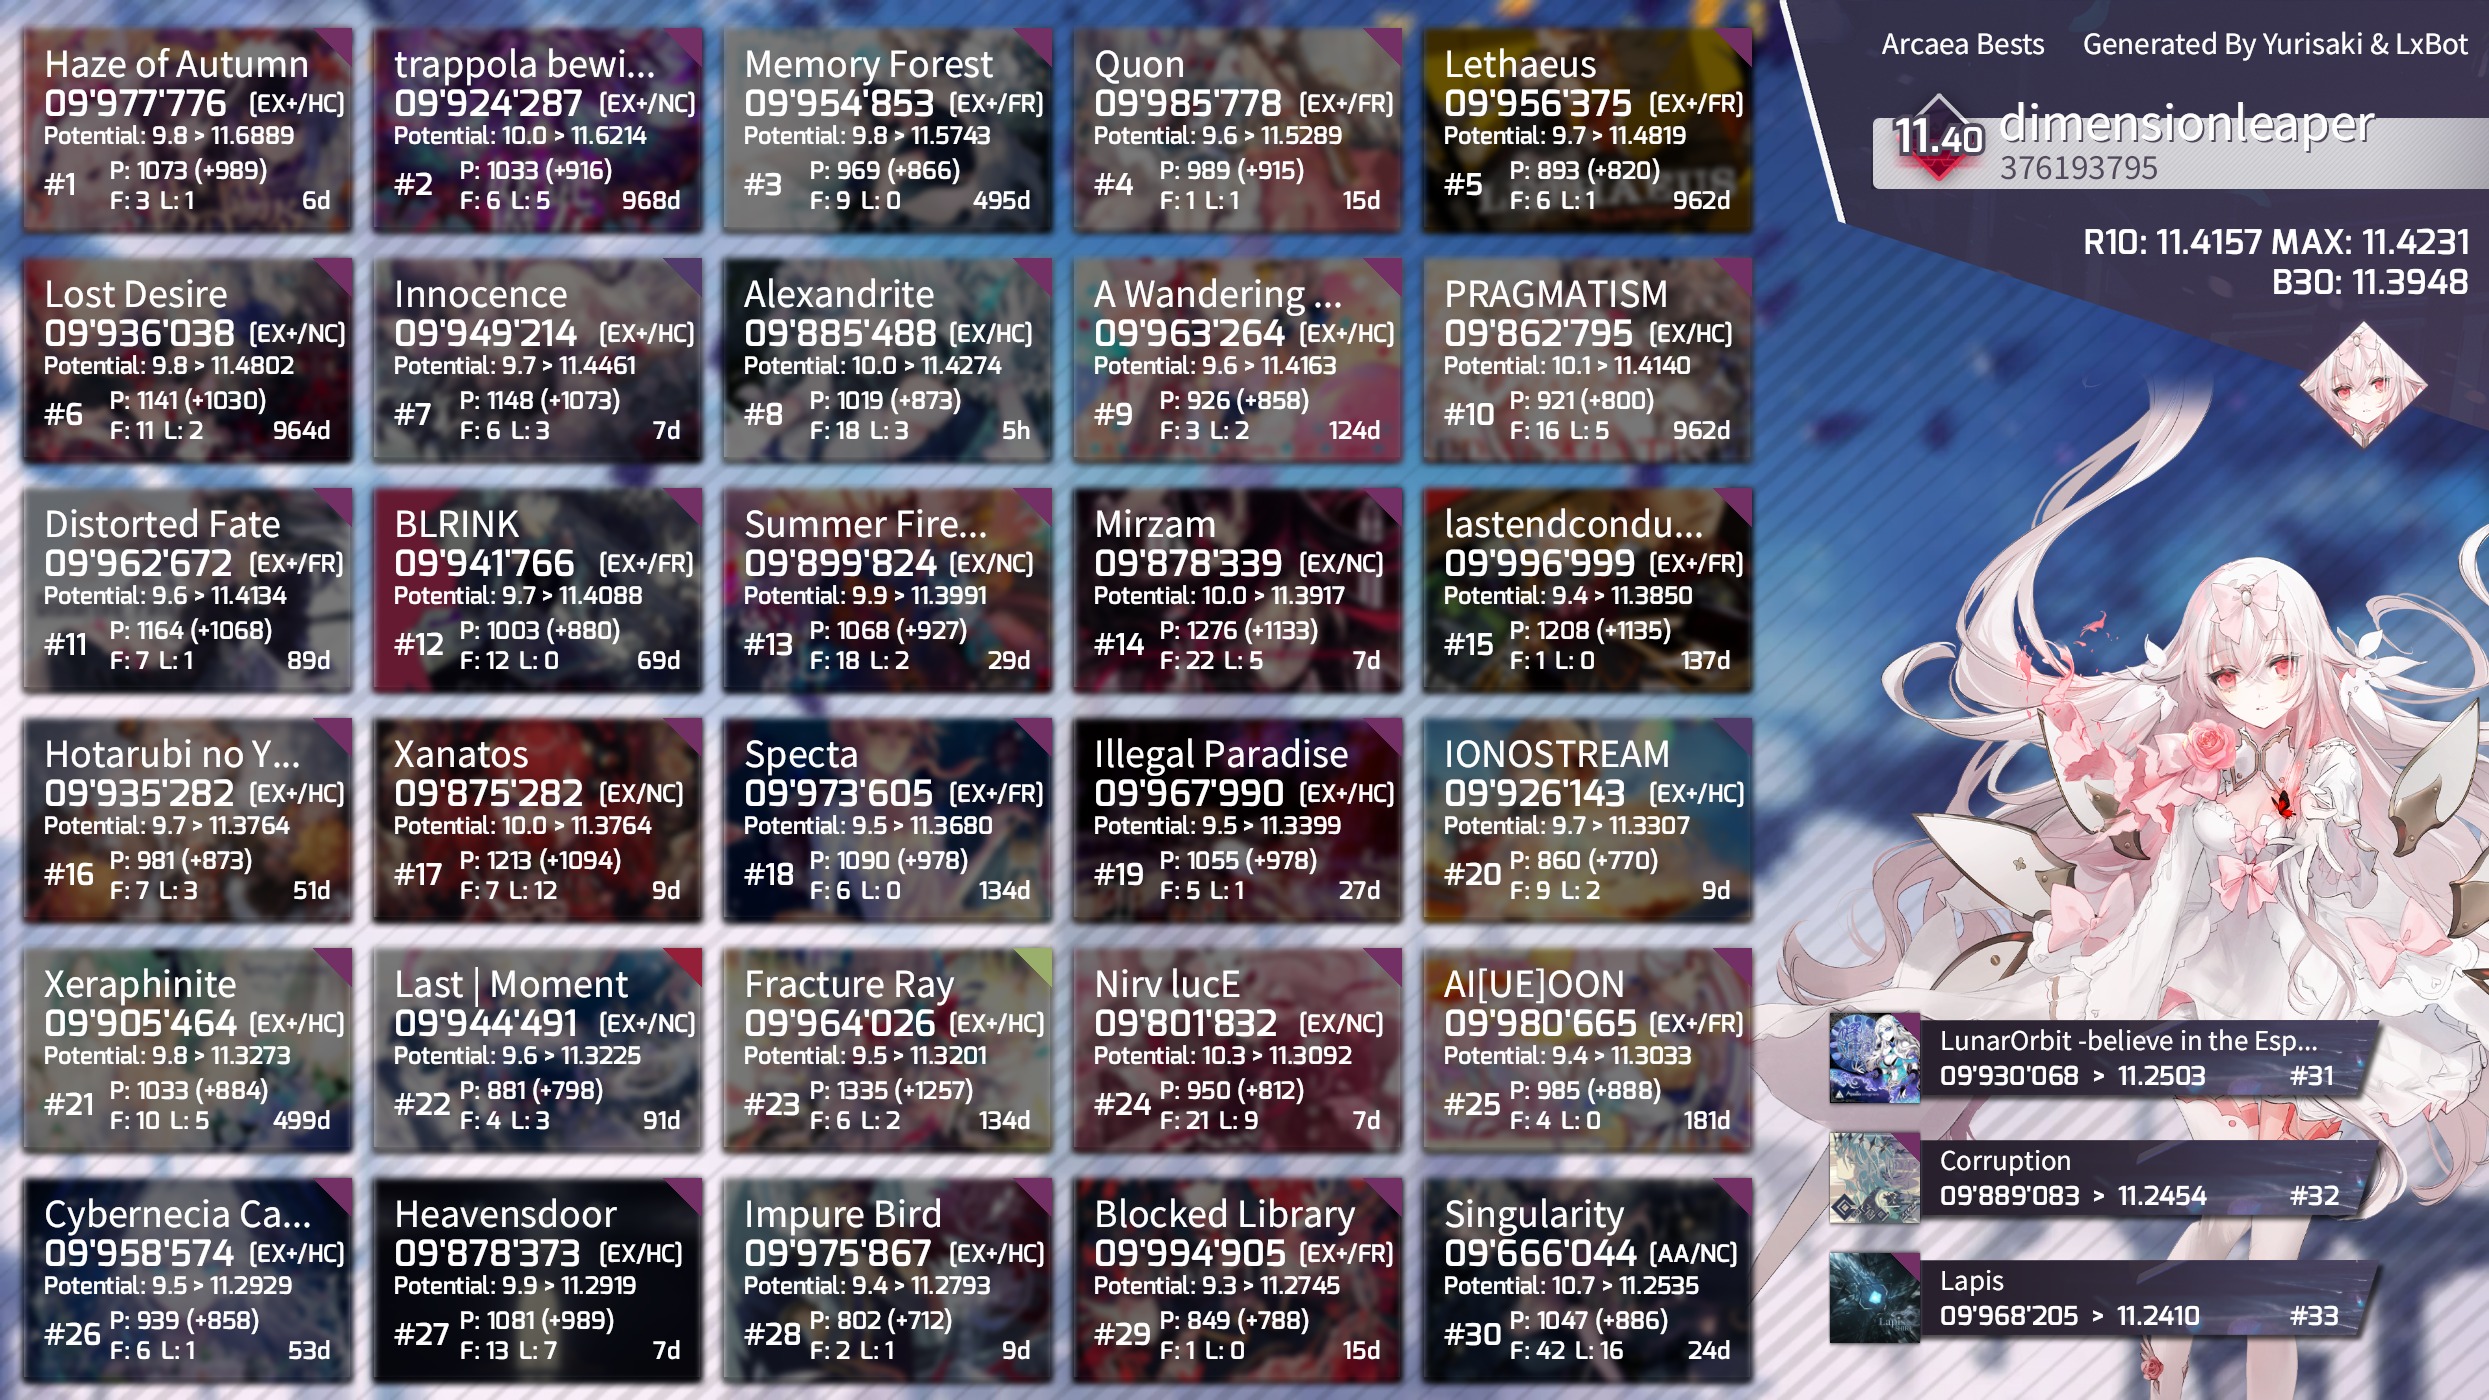 Haze of Autumn
09'977'776 [EX+/HC]
Potential: 9.8 > 11.6889
#1
P: 1073 (+989)
F: 3 L: 1
6d
trappola bewi...
09'924'287 [EX+/NC]
Potential: 10.0 > 11.6214
#2
P: 1033 (+916)
F: 6 L: 5
968d
Memory Forest
09'954'853 [EX+/FR]
Potential: 9.8 > 11.5743
#3
P: 969 (+866)
F: 9 L: 0
495d
Quon
09'985'778 [EX+/FR]
Potential: 9.6 > 11.5289
#4
P: 989 (+915)
F: 1 L: 1
15d
Lethaeus
09'956'375 [EX+/FR]
Potential: 9.7 > 11.4819
#5
P: 893 (+820)
F: 6 L: 1
962d
Lost Desire
09'936'038 [EX+/NC]
Potential: 9.8 > 11.4802
#6
P: 1141 (+1030)
F: 11 L: 2
964d
Innocence
09'949'214 [EX+/HC]
Potential: 9.7 > 11.4461
#7
P: 1148 (+1073)
F: 6 L: 3
7d
Alexandrite
09'885'488 [EX/HC]
Potential: 10.0 > 11.4274
#8
P: 1019 (+873)
F: 18 L: 3
5h
A Wandering ...
09'963'264 [EX+/HC]
Potential: 9.6 > 11.4163
#9
P: 926 (+858)
F: 3 L: 2
124d
PRAGMATISM
09'862'795 [EX/HC]
Potential: 10.1 > 11.4140
#10
P: 921 (+800)
F: 16 L: 5
962d
Distorted Fate
09'962'672 [EX+/FR]
Potential: 9.6 > 11.4134
#11
P: 1164 (+1068)
F: 7 L: 1
89d
BLRINK
09'941'766 [EX+/FR]
Potential: 9.7 > 11.4088
#12
P: 1003 (+880)
F: 12 L: 0
69d
Summer Fire...
09'899'824 [EX/NC]
Potential: 9.9 > 11.3991
#13
P: 1068 (+927)
F: 18 L: 2
29d
Mirzam
09'878'339 [EX/NC]
Potential: 10.0 > 11.3917
#14
P: 1276 (+1133)
F: 22 L: 5
7d
lastendcondu...
09'996'999 [EX+/FR]
Potential: 9.4 > 11.3850
#15
P: 1208 (+1135)
F: 1 L: 0
137d
Hotarubi no Y...
09'935'282 [EX+/HC]
Potential: 9.7 > 11.3764
#16
P: 981 (+873)
F: 7 L: 3
51d
Xanatos
09'875'282 [EX/NC]
Potential: 10.0 > 11.3764
#17
P: 1213 (+1094)
F: 7 L: 12
9d
Specta
09'973'605 [EX+/FR]
Potential: 9.5 > 11.3680
#18
P: 1090 (+978)
F: 6 L: 0
134d
Illegal Paradise
09'967'990 [EX+/HC]
Potential: 9.5 > 11.3399
#19
P: 1055 (+978)
F: 5 L: 1
27d
IONOSTREAM
09'926'143 [EX+/HC]
Potential: 9.7 > 11.3307
#20
P: 860 (+770)
F: 9 L: 2
9d
Xeraphinite
09'905'464 [EX+/HC]
Potential: 9.8 > 11.3273
#21
P: 1033 (+884)
F: 10 L: 5
499d
Last | Moment
09'944'491 [EX+/NC]
Potential: 9.6 > 11.3225
#22
P: 881 (+798)
F: 4 L: 3
91d
Fracture Ray
09'964'026 [EX+/HC]
Potential: 9.5 > 11.3201
#23
P: 1335 (+1257)
F: 6 L: 2
134d
Nirv lucE
09'801'832 [EX/NC]
Potential: 10.3 > 11.3092
#24
P: 950 (+812)
F: 21 L: 9
7d
AI[UE]OON
09'980'665 [EX+/FR]
Potential: 9.4 > 11.3033
#25
P: 985 (+888)
F: 4 L: 0
181d
Cybernecia Ca...
09'958'574 [EX+/HC]
Potential: 9.5 > 11.2929
#26
P: 939 (+858)
F: 6 L: 1
53d
Heavensdoor
09'878'373 [EX/HC]
Potential: 9.9 > 11.2919
#27
P: 1081 (+989)
F: 13 L: 7
7d
Impure Bird
09'975'867 [EX+/HC]
Potential: 9.4 > 11.2793
#28
P: 802 (+712)
F: 2 L: 1
9d
Blocked Library
09'994'905 [EX+/FR]
Potential: 9.3 > 11.2745
#29
P: 849 (+788)
F: 1 L: 0
15d
Singularity
09'666'044 [AA/NC]
Potential: 10.7 > 11.2535
#30
P: 1047 (+886)
F: 42 L: 16
24d
Arcaea Bests Generated By Yurisaki & LxBot
11.40
dimensionleaper
376193795
R10: 11.4157 MAX: 11.4231
B30: 11.3948
LunarOrbit -believe in the Esp...
09'930'068 > 11.2503 #31
Corruption
09'889'083 > 11.2454 #32
Lapis
09'968'205 > 11.2410 #33